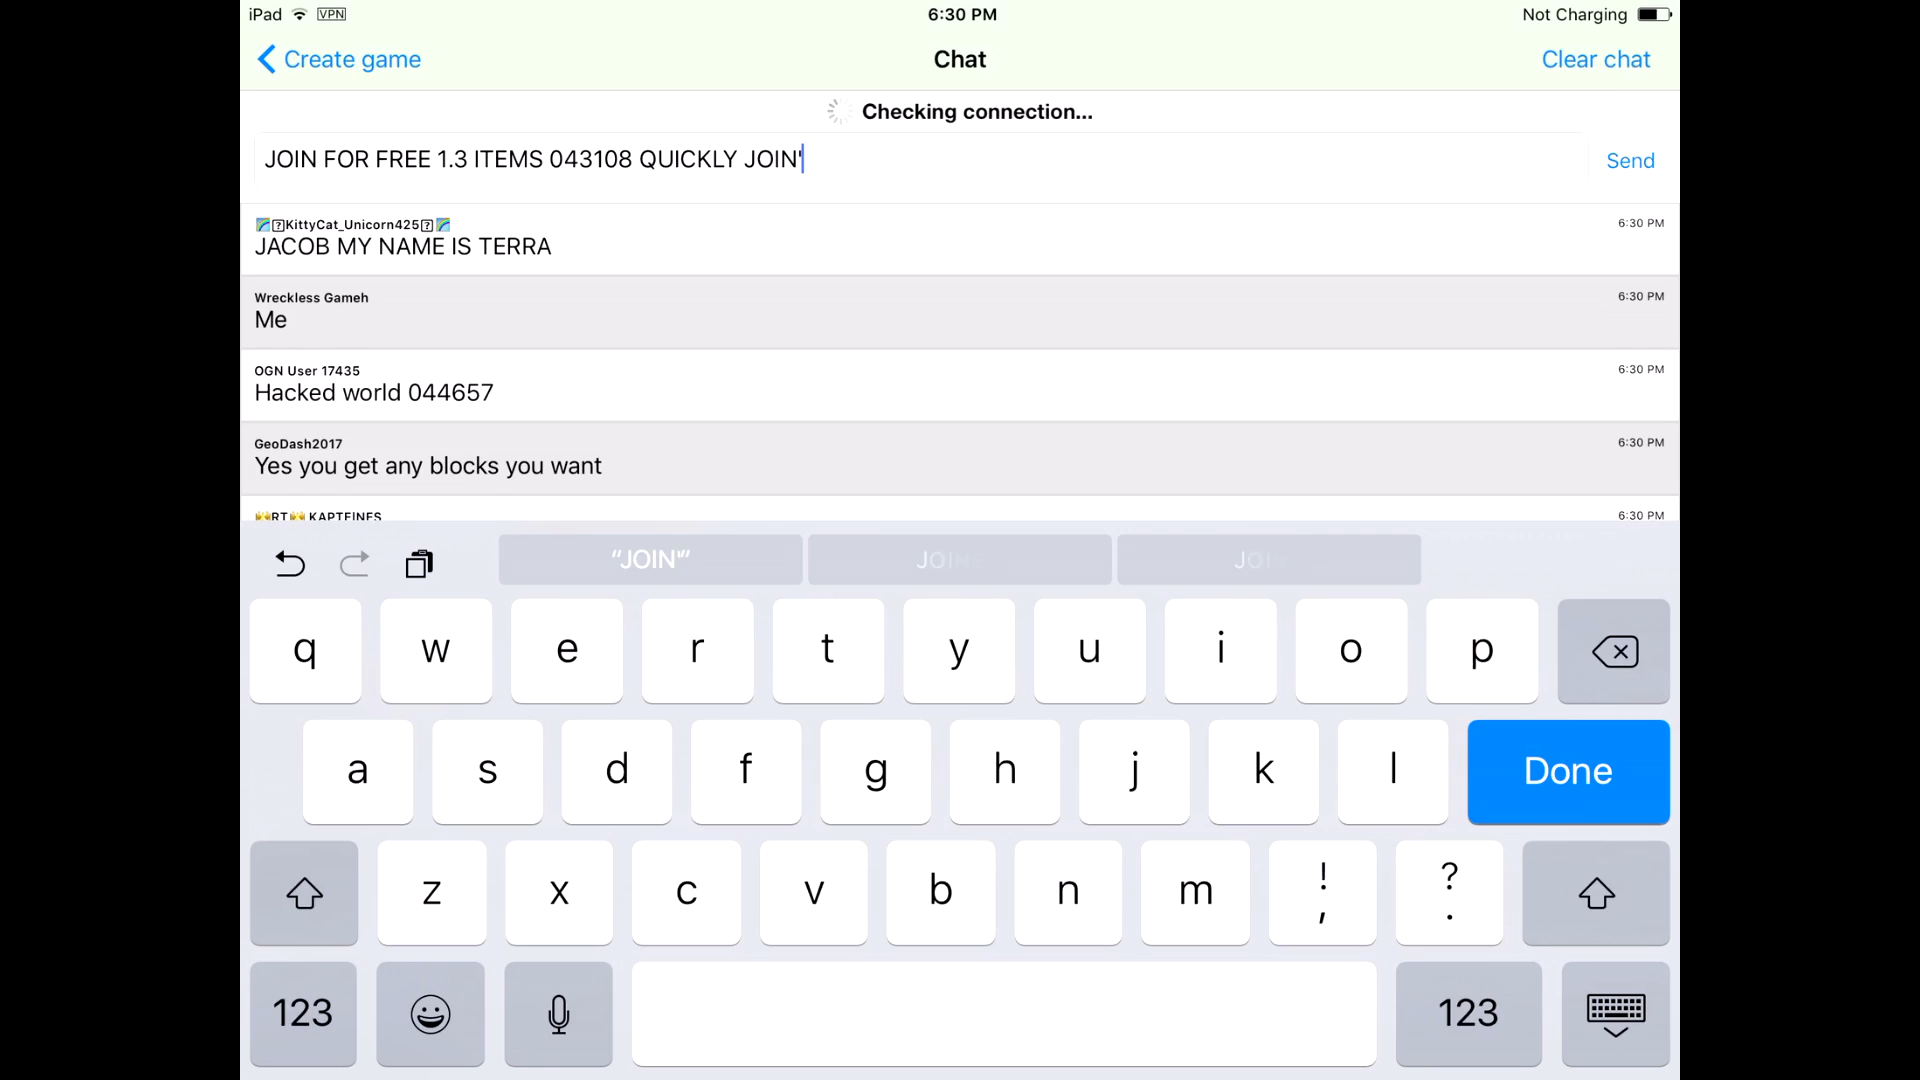 iPad VPN 6:30 PM Not Charging
Create game Chat Clear chat
Checking connection...
JOIN FOR FREE 1.3 ITEMS 043108 QUICKLY JOIN' Send
KittyCat_Unicorn425 6:30 PM
JACOB MY NAME IS TERRA
Wreckless Gameh 6:30 PM
Me
OGN User 17435 6:30 PM
Hacked world 044657
GeoDash2017 6:30 PM
Yes you get any blocks you want
RT KAPTEINES 6:30 PM
“JOIN'”
q w e r t y u i o p
a s d f g h j k l Done
z x c v b n m ! , ? .
123 123